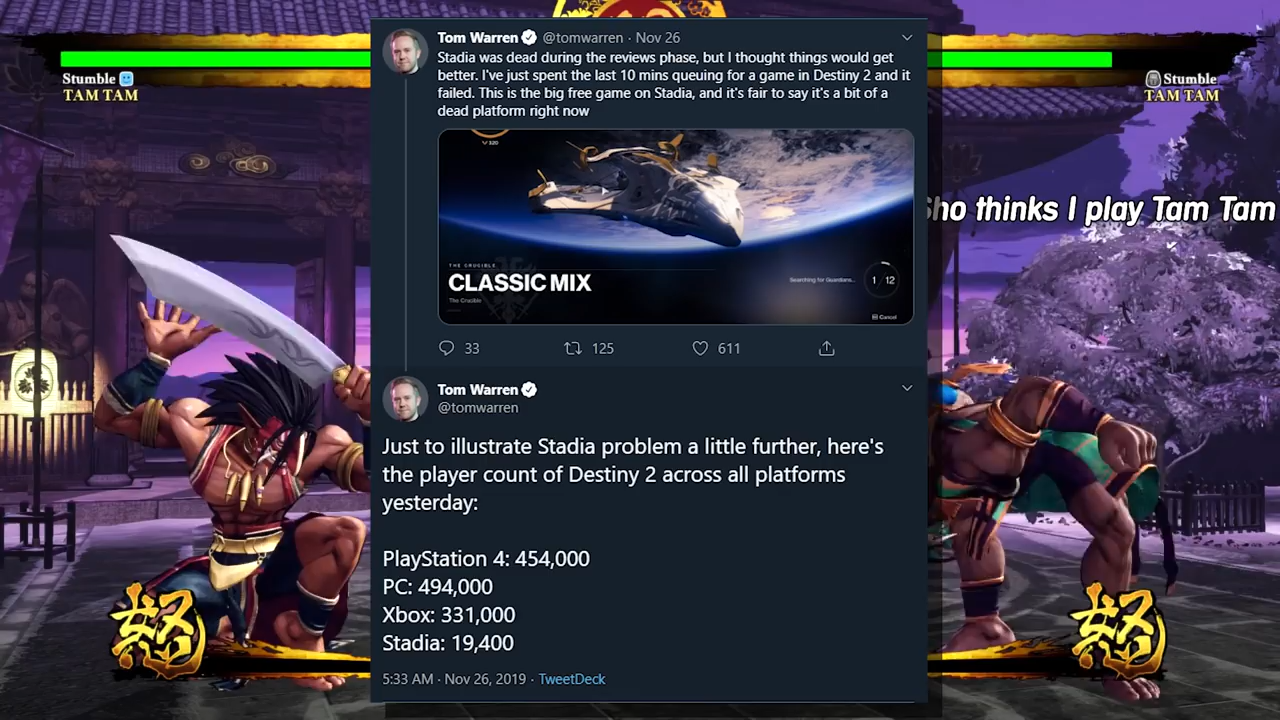 Tom Warren @tomwarren · Nov 26
Stadia was dead during the reviews phase, but I thought things would get
better. I've just spent the last 10 mins queuing for a game in Destiny 2 and it
failed. This is the big free game on Stadia, and it's fair to say it's a bit of a
dead platform right now
Stumble
TAM TAM
Stumble
TAM TAM
320
THE CRUCIBLE
CLASSIC MIX
The Crucible
Searching for Guardians...
1 12
Cancel
Sho thinks I play Tam Tam
33 125 611
Tom Warren
@tomwarren
Just to illustrate Stadia problem a little further, here's
the player count of Destiny 2 across all platforms
yesterday:
PlayStation 4: 454,000
PC: 494,000
Xbox: 331,000
Stadia: 19,400
5:33 AM · Nov 26, 2019 · TweetDeck
怒
怒